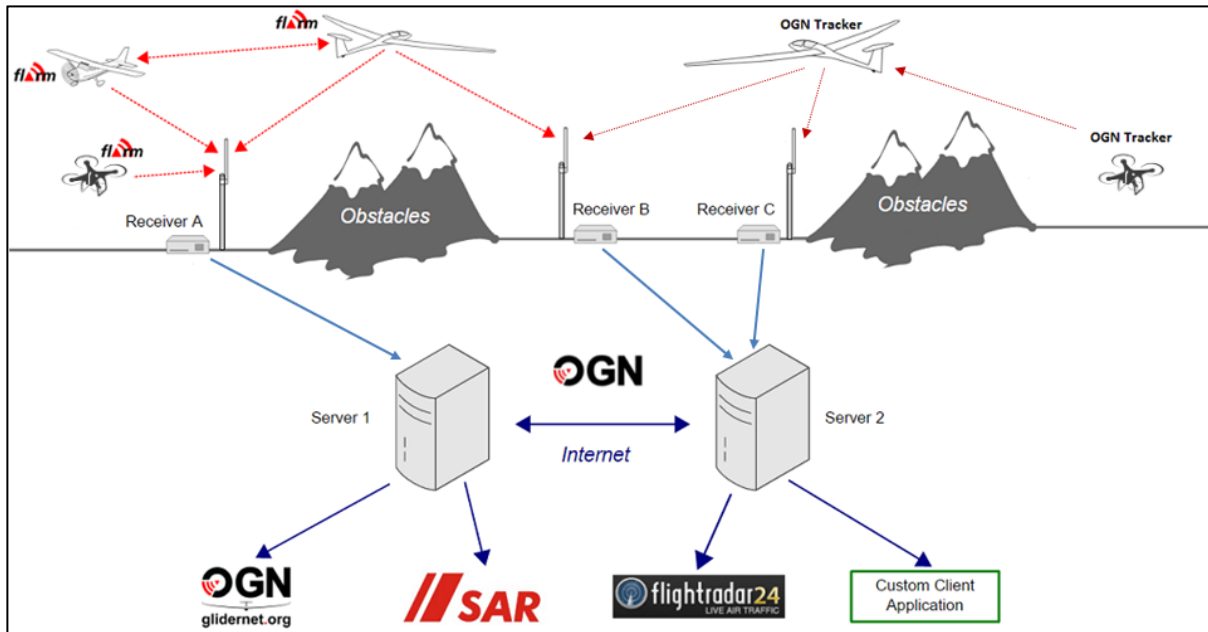 flarm
OGN Tracker
flarm
flarm
OGN Tracker
Receiver A
Obstacles
Receiver B
Receiver C
Obstacles
OGN
Server 1
Server 2
Internet
OGN
glidernet.org
SAR
flightradar24
LIVE AIR TRAFFIC
Custom Client
Application